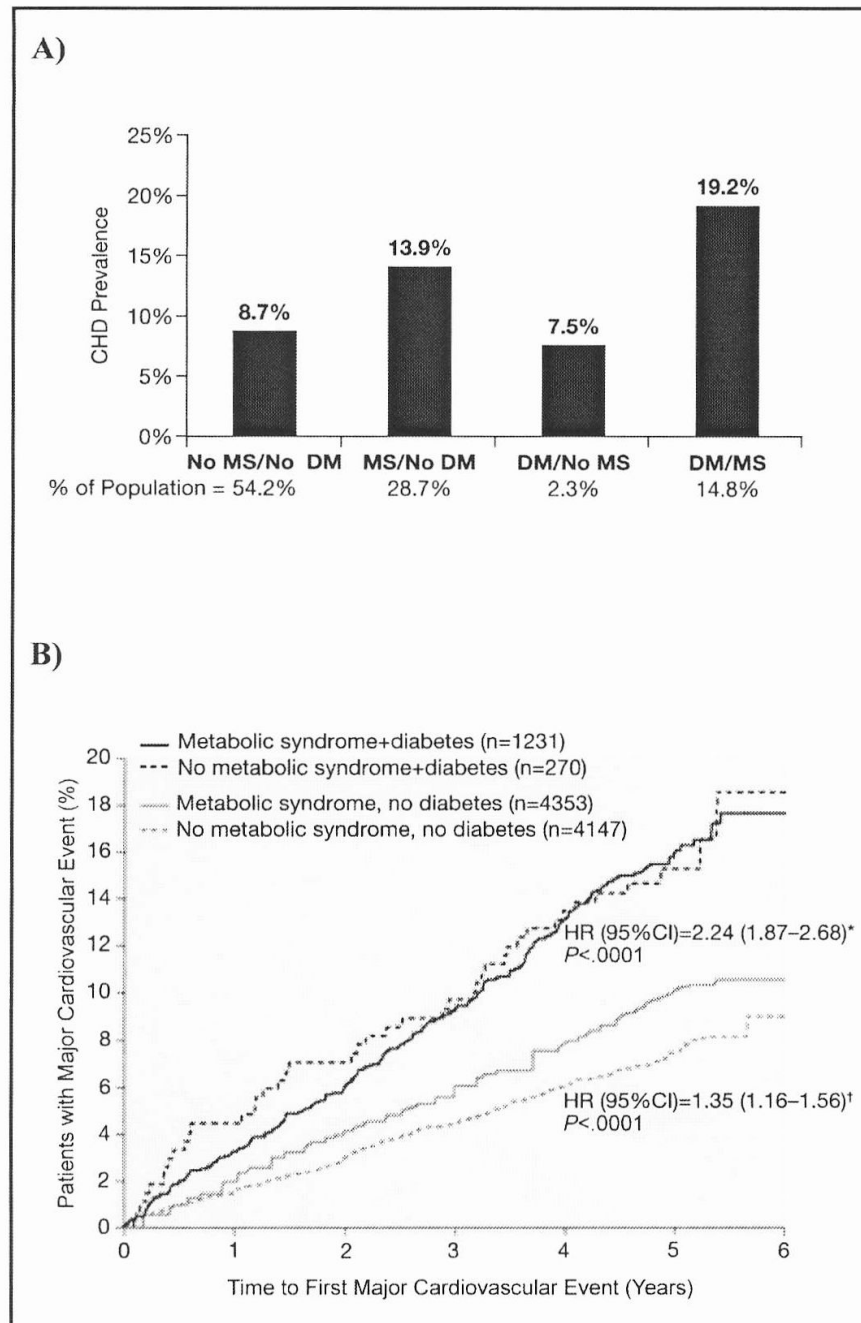 A)
25%
20%
15%
10%
5%
0%
CHD Prevalence
8.7%
13.9%
7.5%
19.2%
No MS/No DM MS/No DM DM/No MS DM/MS
% of Population = 54.2% 28.7% 2.3% 14.8%
B)
Metabolic syndrome+diabetes (n=1231)
No metabolic syndrome+diabetes (n=270)
Metabolic syndrome, no diabetes (n=4353)
No metabolic syndrome, no diabetes (n=4147)
20
18
16
14
12
10
8
6
4
2
0
Patients with Major Cardiovascular Event (%)
HR (95%CI)=2.24 (1.87–2.68)*
P<.0001
HR (95%CI)=1.35 (1.16–1.56)†
P<.0001
0 1 2 3 4 5 6
Time to First Major Cardiovascular Event (Years)